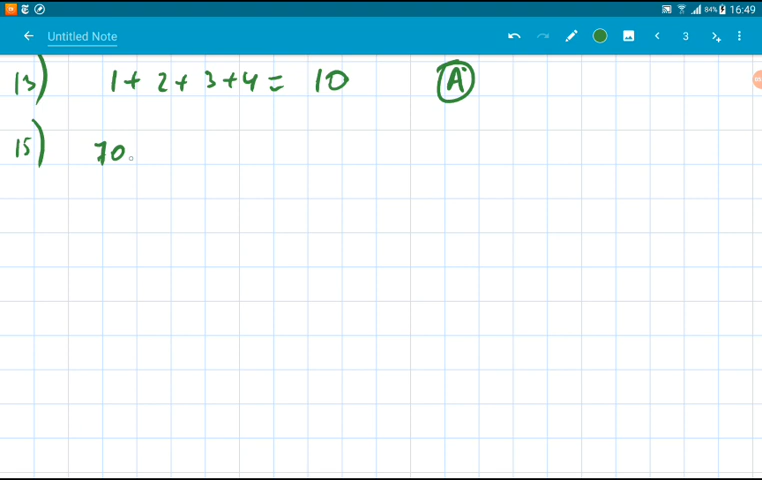 84% 16:49
Untitled Note 3
13) 1 + 2 + 3 + 4 = 10 A
15) 70.